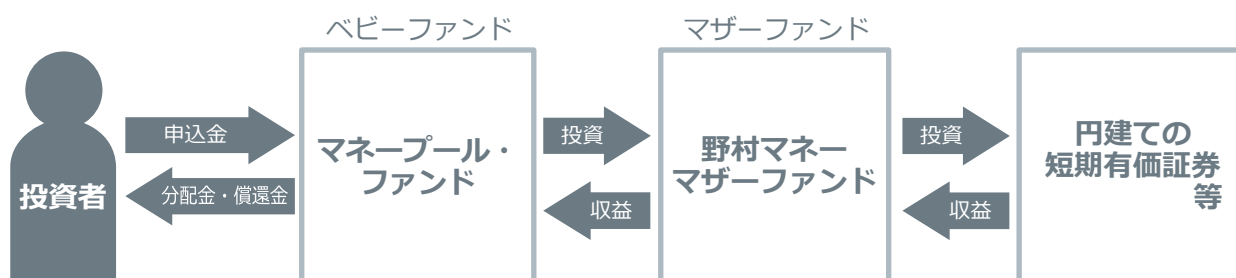 ベビーファンド
マザーファンド
投資者
申込金
分配金・償還金
マネープール・
ファンド
投資
収益
野村マネー
マザーファンド
投資
収益
円建ての
短期有価証券
等